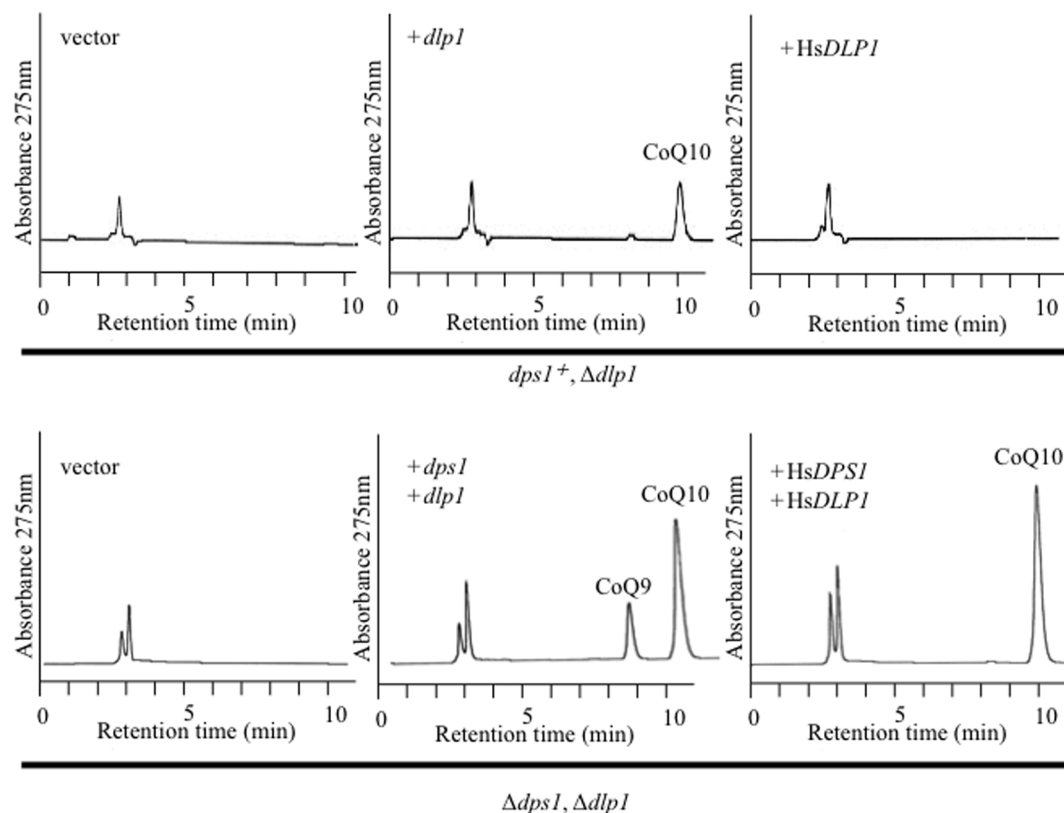 vector
+dlp1
+HsDLP1
CoQ10
Absorbance 275nm
Absorbance 275nm
Absorbance 275nm
0 5 10
0 5 10
0 5 10
Retention time (min)
Retention time (min)
Retention time (min)
dps1+, Δdlp1
vector
+dps1
+dlp1
CoQ9
CoQ10
+HsDPS1
+HsDLP1
CoQ10
Absorbance 275nm
Absorbance 275nm
Absorbance 275nm
0 5 10
0 5 10
0 5 10
Retention time (min)
Retention time (min)
Retention time (min)
Δdps1, Δdlp1